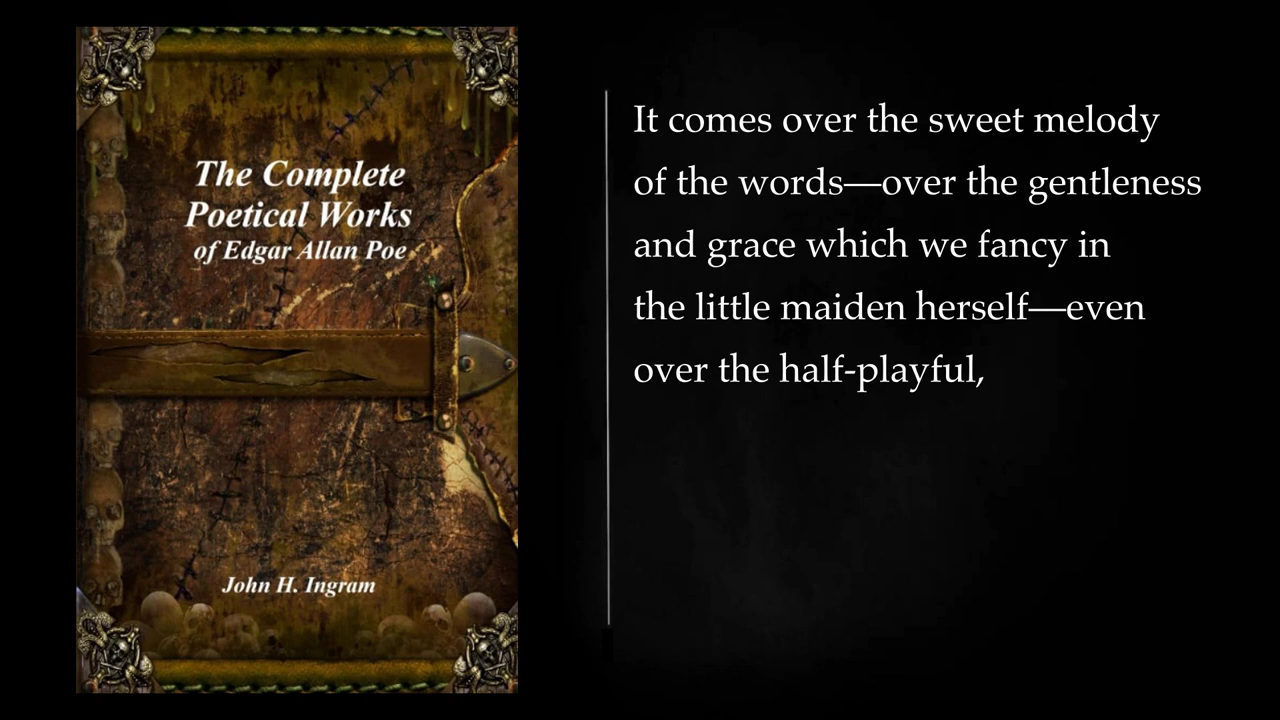 The Complete
Poetical Works
of Edgar Allan Poe
John H. Ingram
It comes over the sweet melody
of the words—over the gentleness
and grace which we fancy in
the little maiden herself—even
over the half-playful,